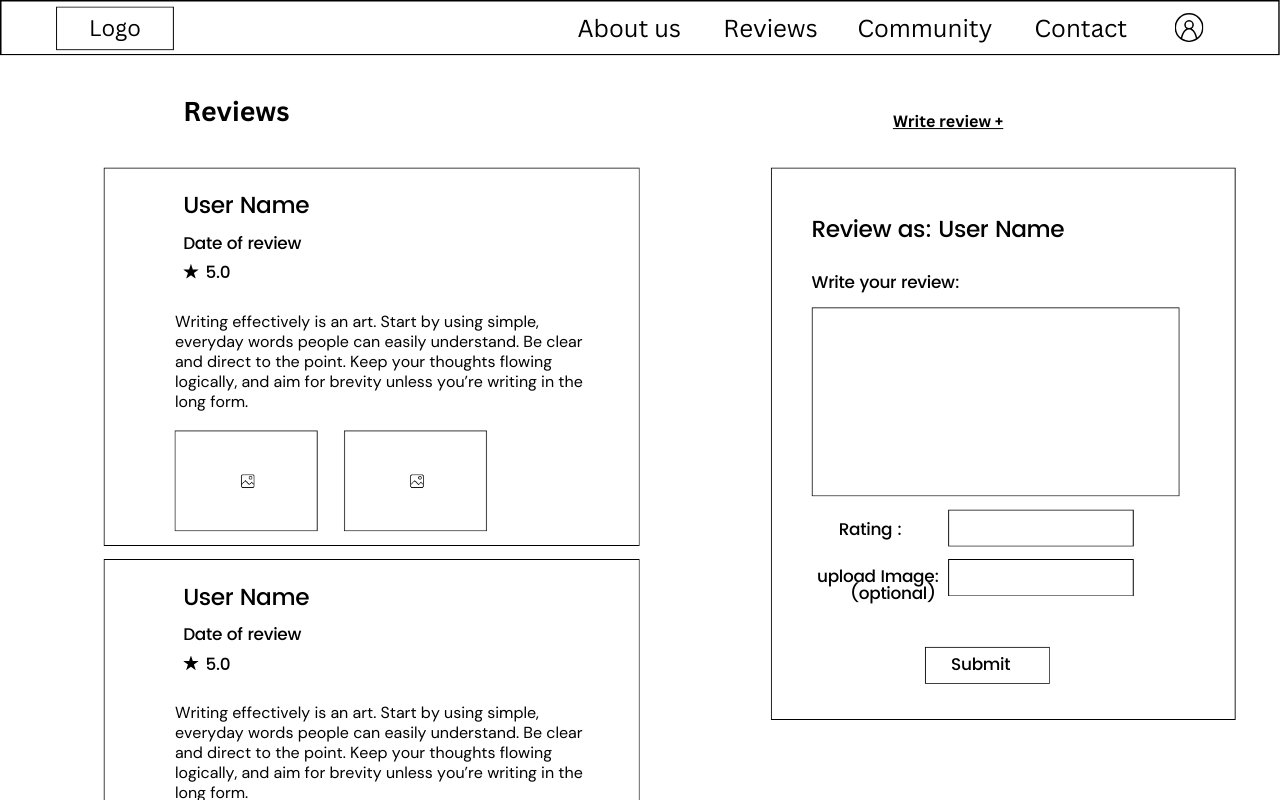 Logo
About us
Reviews
Community
Contact
Reviews
Write review +
User Name
Date of review
★ 5.0
Writing effectively is an art. Start by using simple,
everyday words people can easily understand. Be clear
and direct to the point. Keep your thoughts flowing
logically, and aim for brevity unless you’re writing in the
long form.
User Name
Date of review
★ 5.0
Writing effectively is an art. Start by using simple,
everyday words people can easily understand. Be clear
and direct to the point. Keep your thoughts flowing
logically, and aim for brevity unless you’re writing in the
long form.
Review as: User Name
Write your review:
Rating :
upload Image:
(optional)
Submit